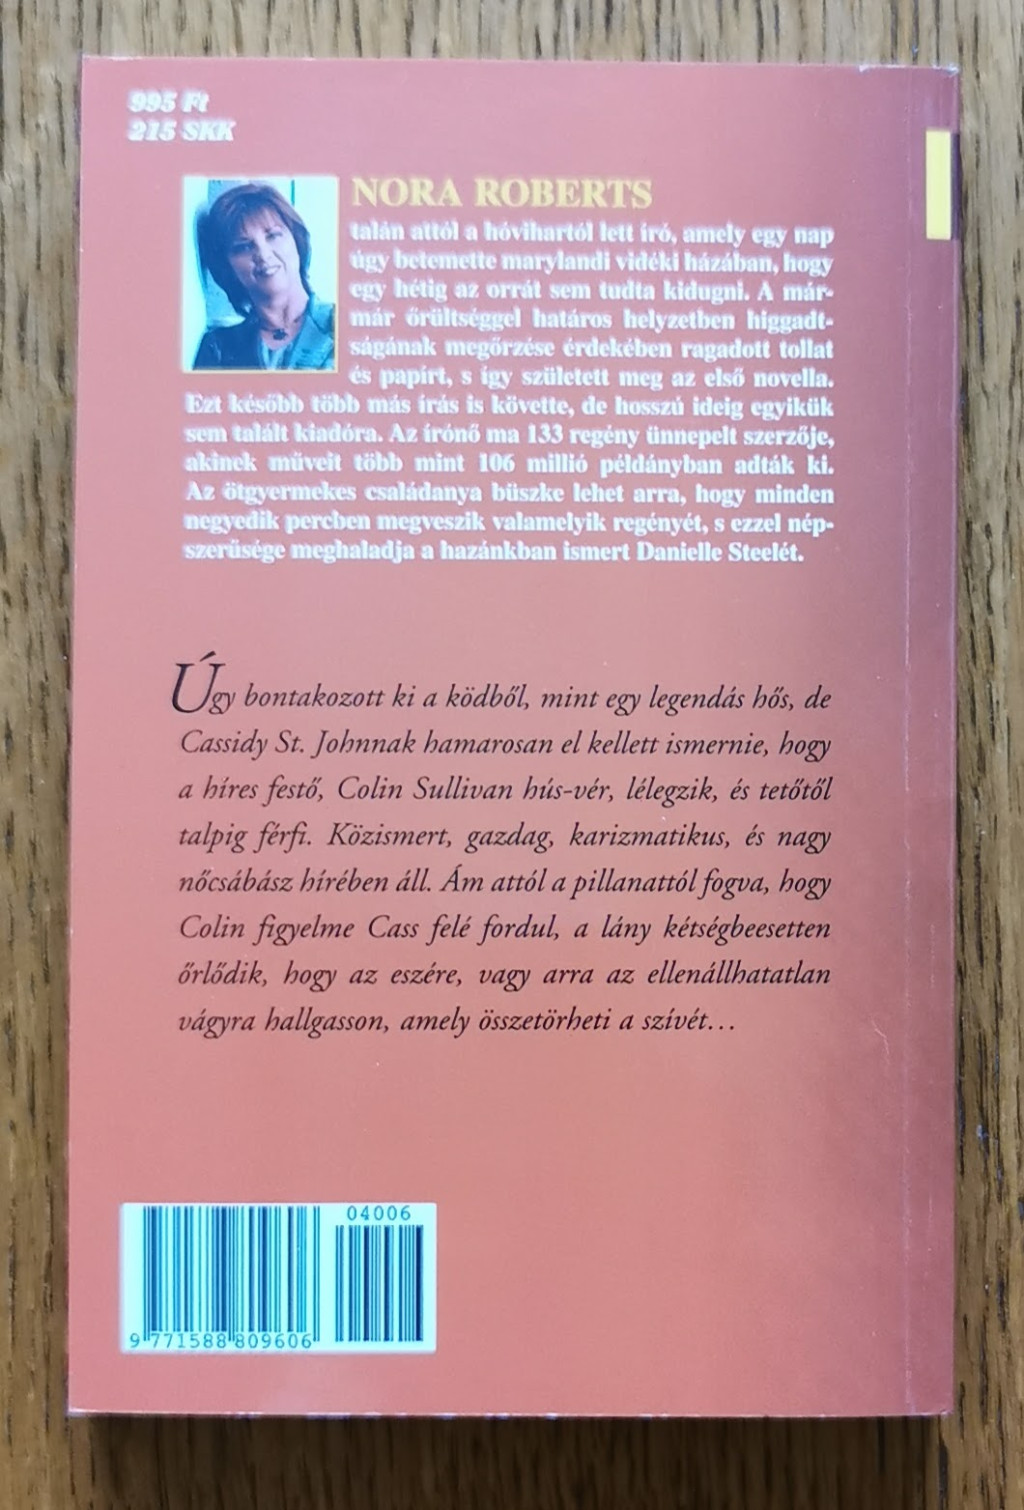 995 Ft
215 SKK
NORA ROBERTS
talán attól a hóvihartól lett író, amely egy nap
úgy betemette marylandi vidéki házában, hogy
egy hétig az orrát sem tudta kidugni. A már-
már őrültséggel határos helyzetben higgadt-
ságának megőrzése érdekében ragadott tollat
és papírt, s így született meg az első novella.
Ezt később több más írás is követte, de hosszú ideig egyikük
sem talált kiadóra. Az írónő ma 133 regény ünnepelt szerzője,
akinek műveit több mint 106 millió példányban adták ki.
Az ötgyermekes családanya büszke lehet arra, hogy minden
negyedik percben megveszik valamelyik regényét, s ezzel nép-
szerűsége meghaladja a hazánkban ismert Danielle Steelét.
Úgy bontakozott ki a ködből, mint egy legendás hős, de
Cassidy St. Johnnak hamarosan el kellett ismernie, hogy
a híres festő, Colin Sullivan hús-vér, lélegzik, és tetőtől
talpig férfi. Közismert, gazdag, karizmatikus, és nagy
nőcsábász hírében áll. Ám attól a pillanattól fogva, hogy
Colin figyelme Cass felé fordul, a lány kétségbeesetten
őrlődik, hogy az eszére, vagy arra az ellenállhatatlan
vágyra hallgasson, amely összetörheti a szívét...
04006
9 771588 809606